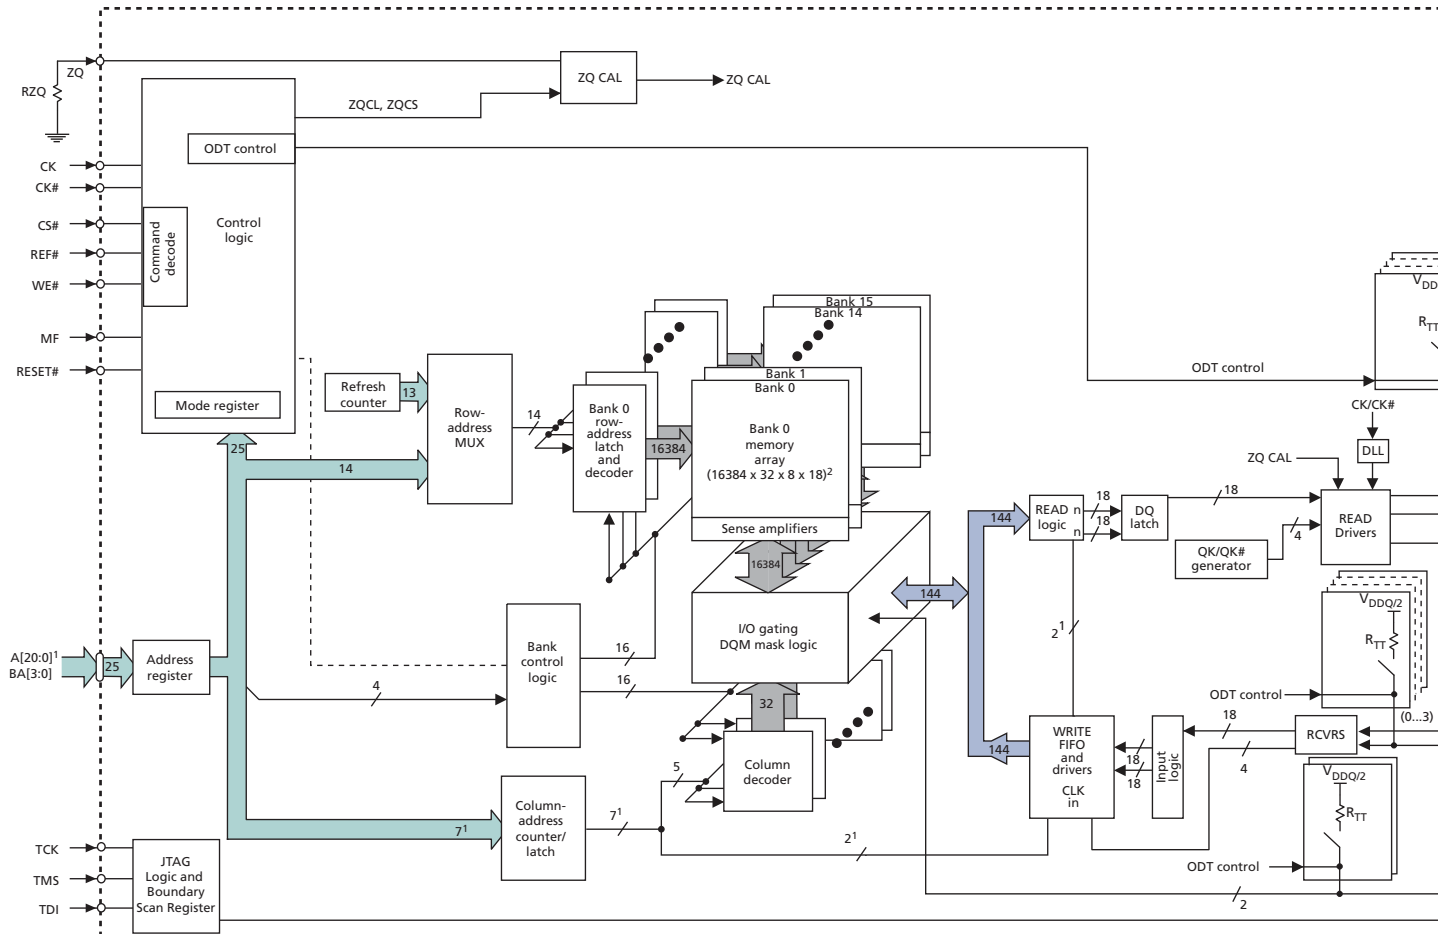 ZQ
RZQ
ZQ CAL
ZQ CAL
ZQCL, ZQCS
ODT control
CK
CK#
CS#
REF#
WE#
MF
RESET#
Command
decode
Control
logic
Mode register
Refresh
counter
13
Row-
address
MUX
14
25
14
Bank 0
row-
address
latch
and
decoder
16384
Bank 15
Bank 14
Bank 1
Bank 0
Bank 0
memory
array
(16384 x 32 x 8 x 18)²
Sense amplifiers
16384
I/O gating
DQM mask logic
32
Column
decoder
5
A[20:0]¹
BA[3:0]
25
Address
register
4
Bank
control
logic
16
16
7¹
Column-
address
counter/
latch
7¹
2¹
TCK
TMS
TDI
JTAG
Logic and
Boundary
Scan Register
144
144
144
READ
logic
n
n
18
18
DQ
latch
18
2¹
WRITE
FIFO
and
drivers
CLK
in
18
18
Input
logic
18
4
RCVRS
ODT control
CK/CK#
DLL
ZQ CAL
READ
Drivers
QK/QK#
generator
4
V DD
R TT
V DDQ/2
R TT
ODT control
(0...3)
V DDQ/2
R TT
ODT control
2